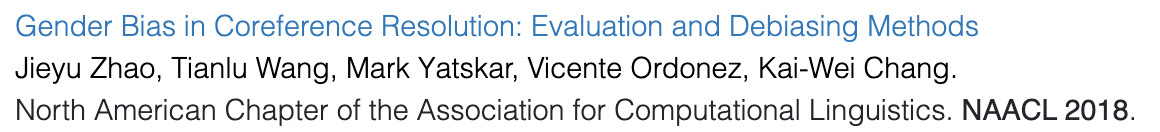 Gender Bias in Coreference Resolution: Evaluation and Debiasing Methods
Jieyu Zhao, Tianlu Wang, Mark Yatskar, Vicente Ordonez, Kai-Wei Chang.
North American Chapter of the Association for Computational Linguistics. NAACL 2018.